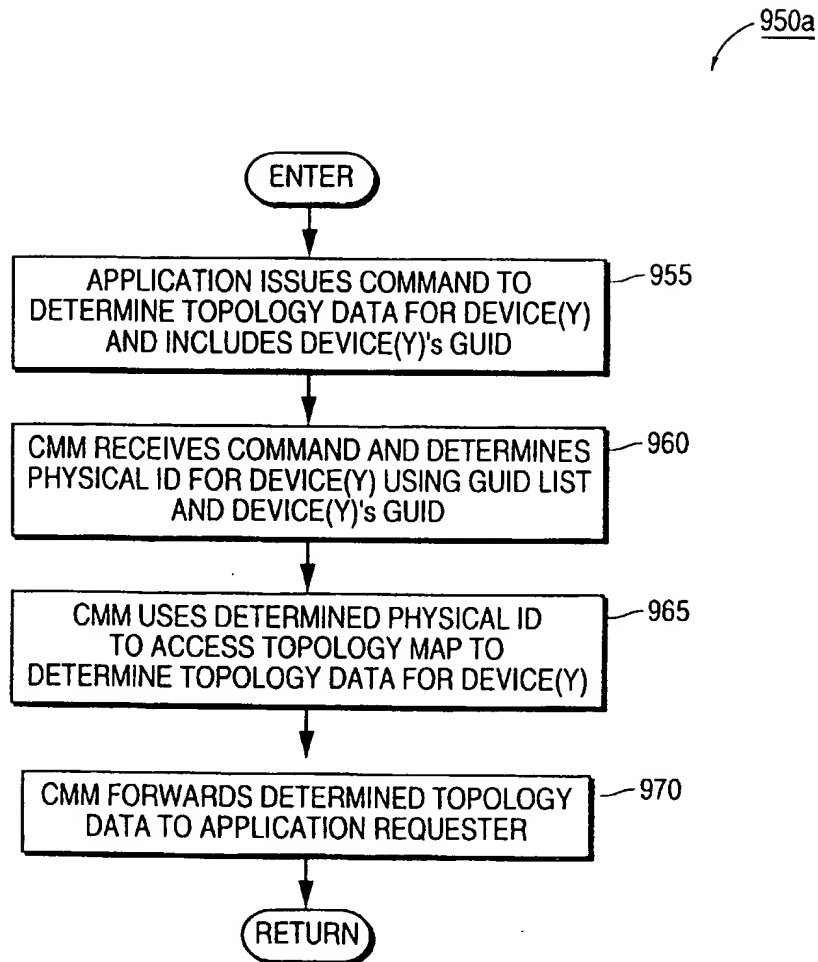 950a
ENTER
APPLICATION ISSUES COMMAND TO
DETERMINE TOPOLOGY DATA FOR DEVICE(Y)
AND INCLUDES DEVICE(Y)'s GUID
955
CMM RECEIVES COMMAND AND DETERMINES
PHYSICAL ID FOR DEVICE(Y) USING GUID LIST
AND DEVICE(Y)'s GUID
960
CMM USES DETERMINED PHYSICAL ID
TO ACCESS TOPOLOGY MAP TO
DETERMINE TOPOLOGY DATA FOR DEVICE(Y)
965
CMM FORWARDS DETERMINED TOPOLOGY
DATA TO APPLICATION REQUESTER
970
RETURN